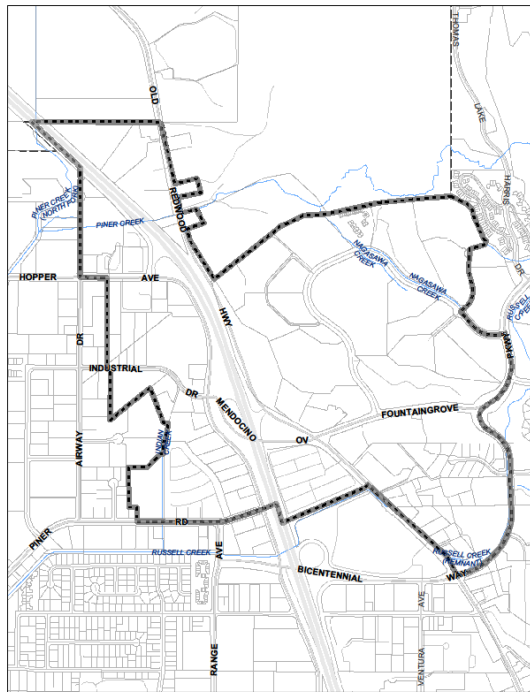 THOMAS
LAKE
HARRIS
DR
OLD
REDWOOD
HWY
PINER CREEK
(NORTH FORK)
PINER CREEK
NAGASAWA
CREEK
NAGASAWA
CREEK
RUSSELL
HOPPER AVE
PKWY
DR
INDUSTRIAL
DR
MENDOCINO
FOUNTAINGROVE
OV
INDIAN
CREEK
AIRWAY
PINER
RD
RUSSELL CREEK
RUSSELL CREEK
(REMNANT)
AVE
BICENTENNIAL
WAY
AVE
RANGE
VENTURA